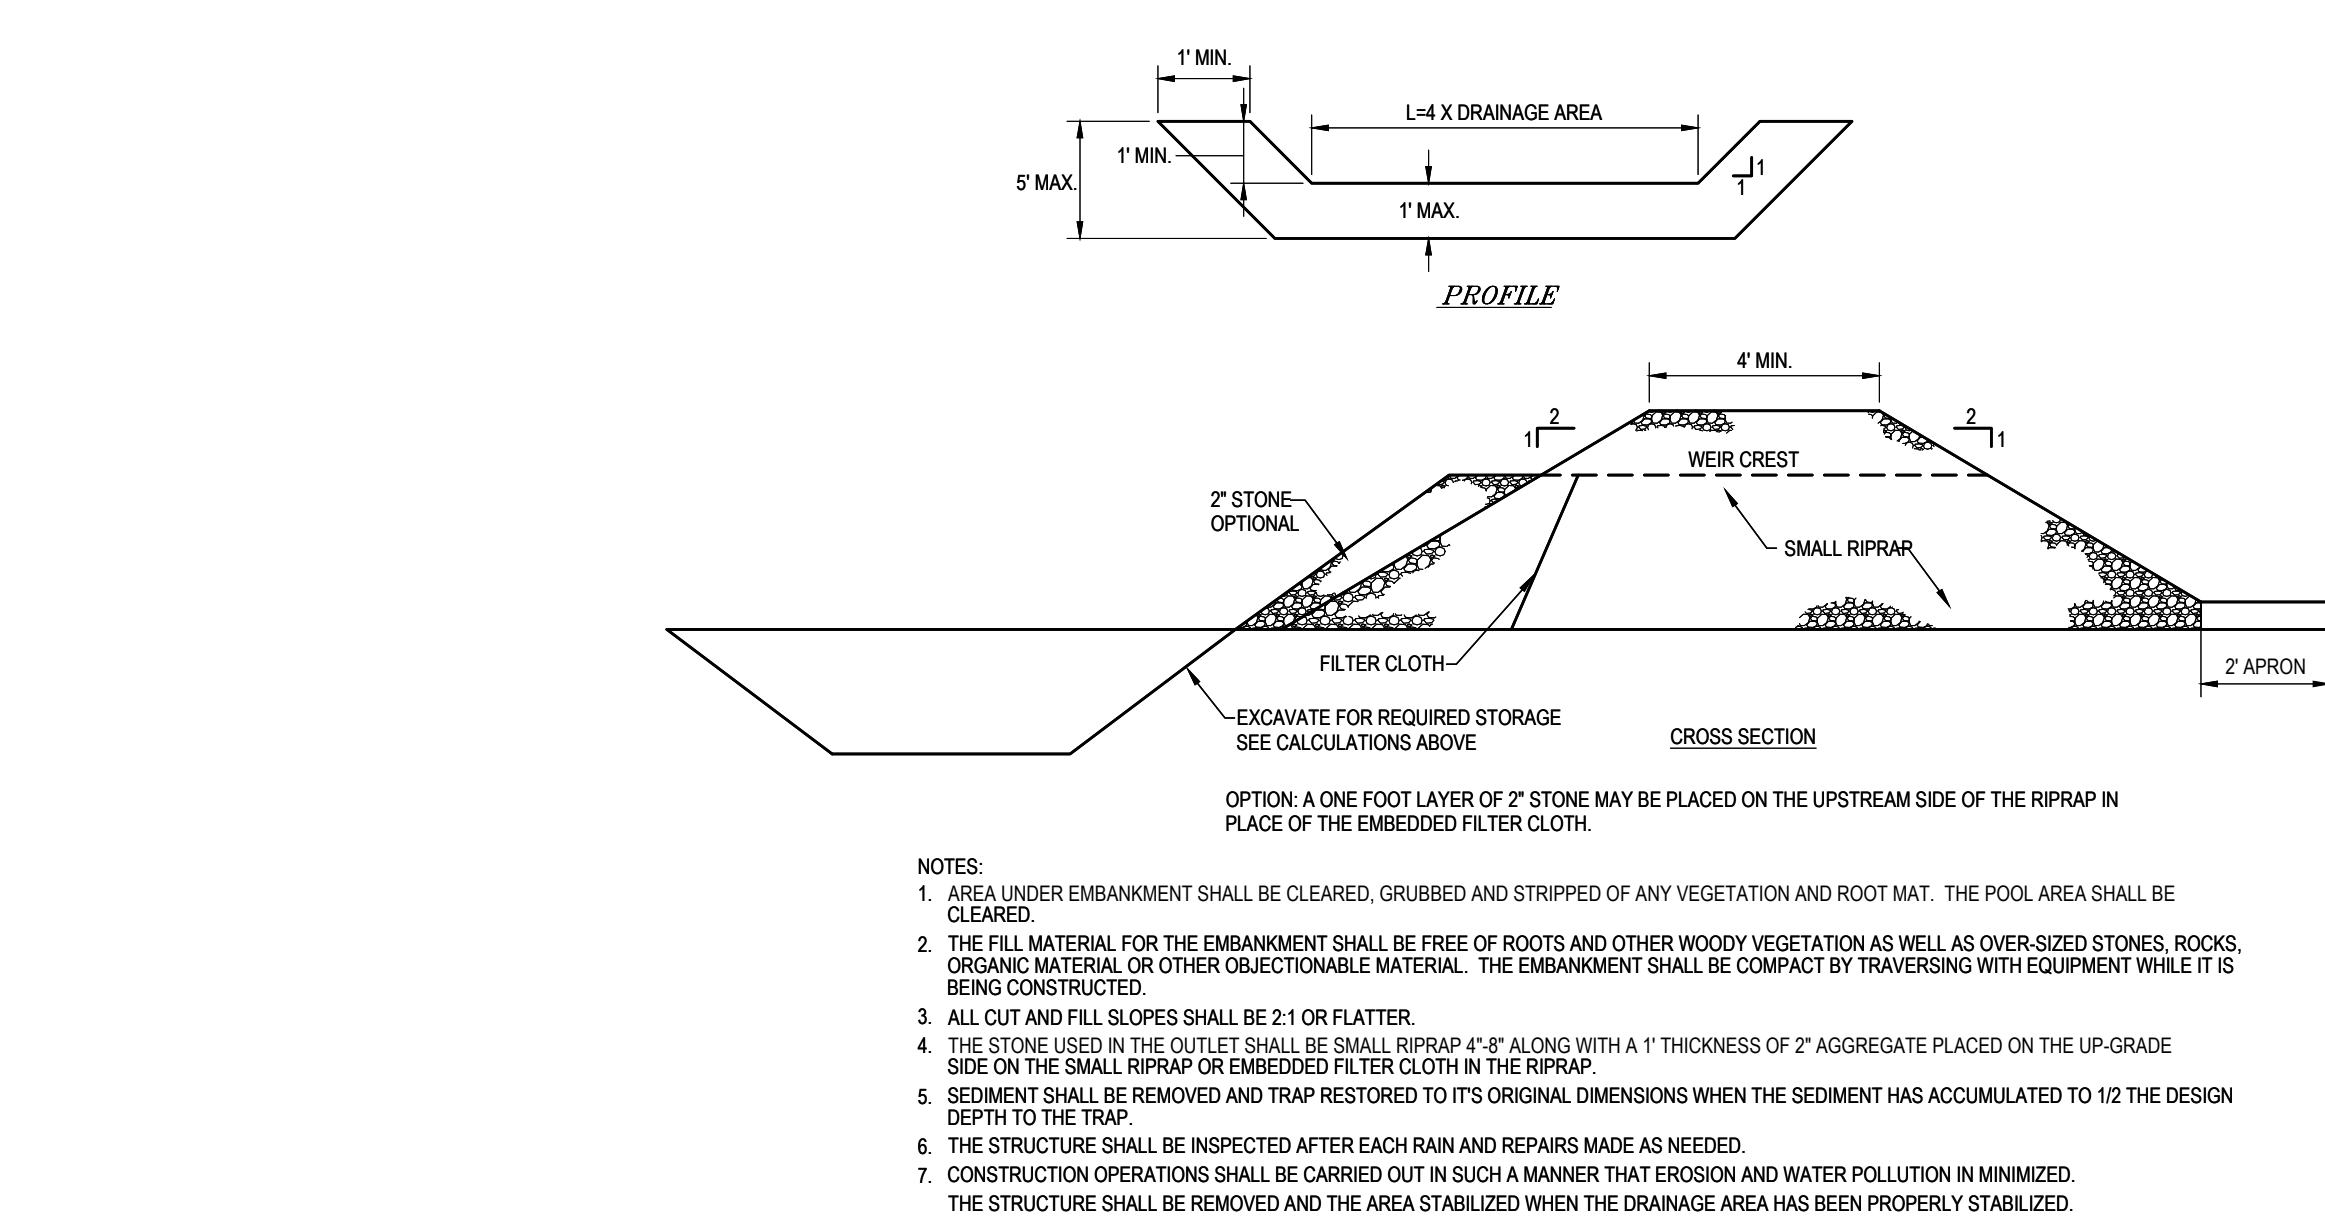 1' MIN.
L=4 X DRAINAGE AREA
1' MIN.
5' MAX.
1
1
1' MAX.
PROFILE
4' MIN.
2
1
2
1
WEIR CREST
2" STONE
OPTIONAL
SMALL RIPRAP
FILTER CLOTH
2' APRON
EXCAVATE FOR REQUIRED STORAGE
SEE CALCULATIONS ABOVE
CROSS SECTION
OPTION: A ONE FOOT LAYER OF 2" STONE MAY BE PLACED ON THE UPSTREAM SIDE OF THE RIPRAP IN
PLACE OF THE EMBEDDED FILTER CLOTH.
NOTES:
1. AREA UNDER EMBANKMENT SHALL BE CLEARED, GRUBBED AND STRIPPED OF ANY VEGETATION AND ROOT MAT. THE POOL AREA SHALL BE
CLEARED.
2. THE FILL MATERIAL FOR THE EMBANKMENT SHALL BE FREE OF ROOTS AND OTHER WOODY VEGETATION AS WELL AS OVER-SIZED STONES, ROCKS,
ORGANIC MATERIAL OR OTHER OBJECTIONABLE MATERIAL. THE EMBANKMENT SHALL BE COMPACT BY TRAVERSING WITH EQUIPMENT WHILE IT IS
BEING CONSTRUCTED.
3. ALL CUT AND FILL SLOPES SHALL BE 2:1 OR FLATTER.
4. THE STONE USED IN THE OUTLET SHALL BE SMALL RIPRAP 4"-8" ALONG WITH A 1' THICKNESS OF 2" AGGREGATE PLACED ON THE UP-GRADE
SIDE ON THE SMALL RIPRAP OR EMBEDDED FILTER CLOTH IN THE RIPRAP.
5. SEDIMENT SHALL BE REMOVED AND TRAP RESTORED TO IT'S ORIGINAL DIMENSIONS WHEN THE SEDIMENT HAS ACCUMULATED TO 1/2 THE DESIGN
DEPTH TO THE TRAP.
6. THE STRUCTURE SHALL BE INSPECTED AFTER EACH RAIN AND REPAIRS MADE AS NEEDED.
7. CONSTRUCTION OPERATIONS SHALL BE CARRIED OUT IN SUCH A MANNER THAT EROSION AND WATER POLLUTION IN MINIMIZED.
THE STRUCTURE SHALL BE REMOVED AND THE AREA STABILIZED WHEN THE DRAINAGE AREA HAS BEEN PROPERLY STABILIZED.